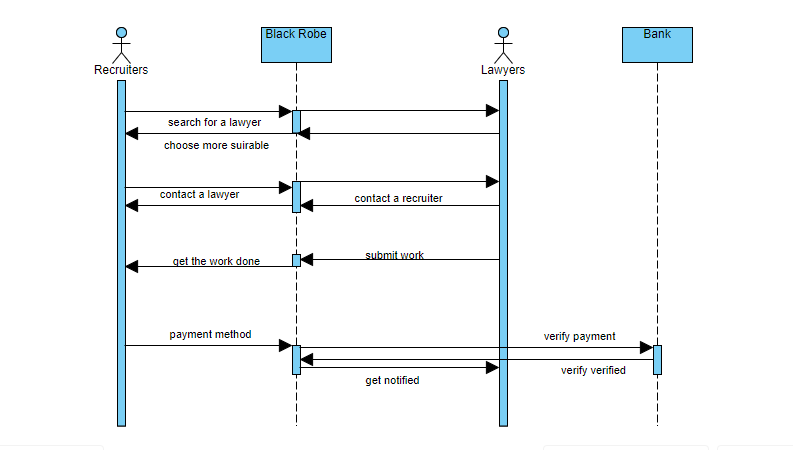 Black Robe
Bank
Recruiters
Lawyers
search for a lawyer
choose more suirable
contact a lawyer
contact a recruiter
submit work
get the work done
payment method
verify payment
verify verified
get notified